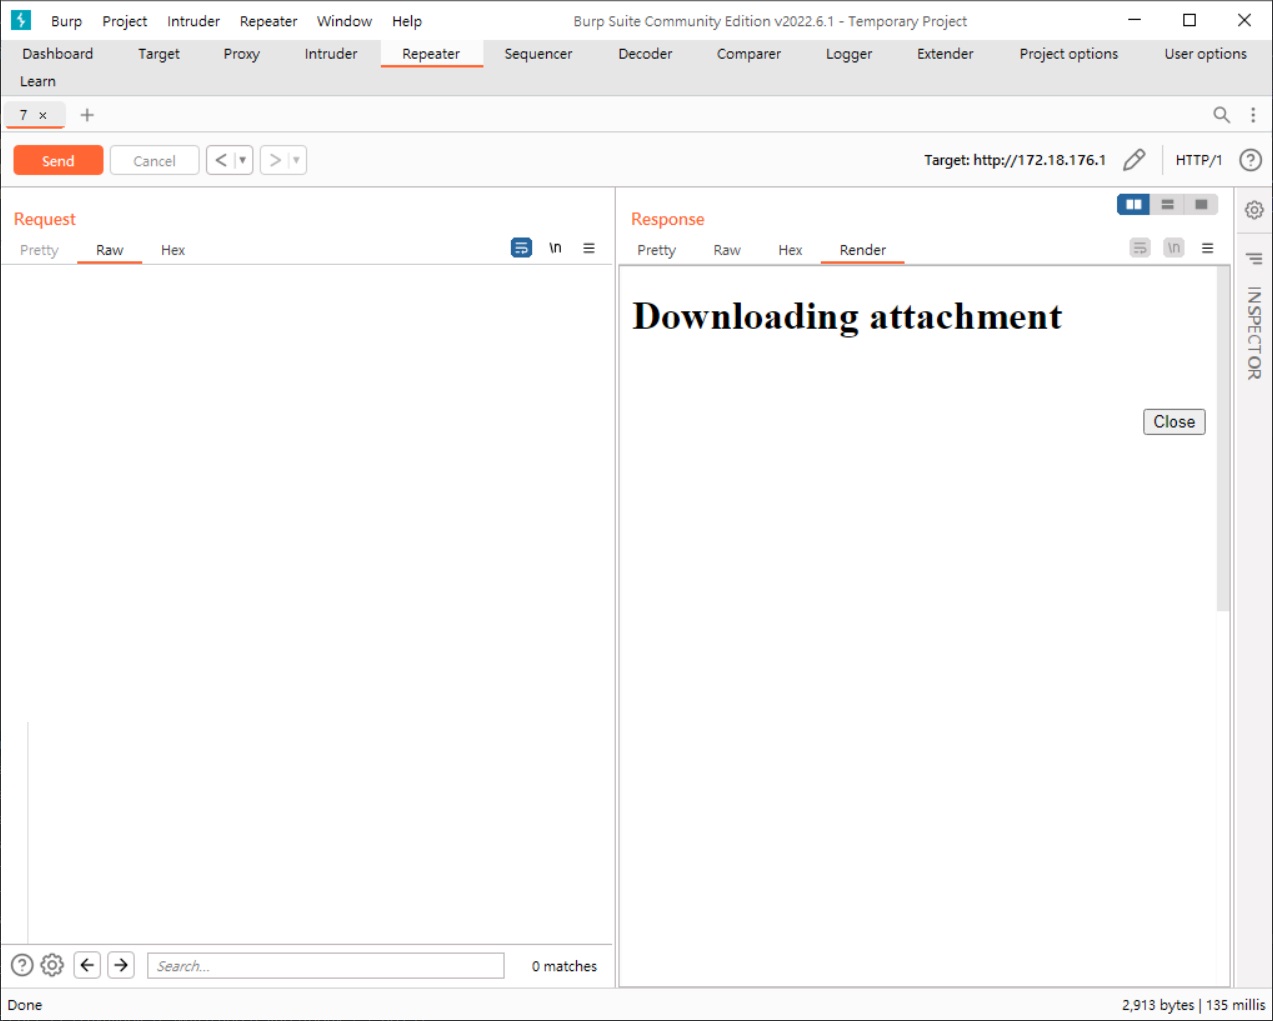 Burp Project Intruder Repeater Window Help Burp Suite Community Edition v2022.6.1 - Temporary Project
Dashboard Target Proxy Intruder Repeater Sequencer Decoder Comparer Logger Extender Project options User options
Learn
7 ×
Send Cancel < > Target: http://172.18.176.1 HTTP/1 ?
Request
Pretty Raw Hex \n
Response
Pretty Raw Hex Render \n
INSPECTOR
Downloading attachment
Close
? Search... 0 matches
Done 2,913 bytes | 135 millis